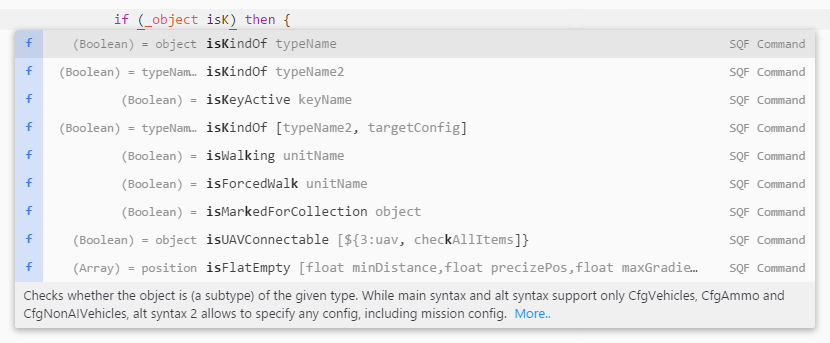 if (_object isK) then {
f (Boolean) = object isKindOf typeName SQF Command
f (Boolean) = typeNam… isKindOf typeName2 SQF Command
f (Boolean) = isKeyActive keyName SQF Command
f (Boolean) = typeNam… isKindOf [typeName2, targetConfig] SQF Command
f (Boolean) = isWalking unitName SQF Command
f (Boolean) = isForcedWalk unitName SQF Command
f (Boolean) = isMarkedForCollection object SQF Command
f (Boolean) = object isUAVConnectable [${3:uav, checkAllItems]} SQF Command
f (Array) = position isFlatEmpty [float minDistance,float precizePos,float maxGradie… SQF Command
Checks whether the object is (a subtype) of the given type. While main syntax and alt syntax support only CfgVehicles, CfgAmmo and
CfgNonAIVehicles, alt syntax 2 allows to specify any config, including mission config. More..